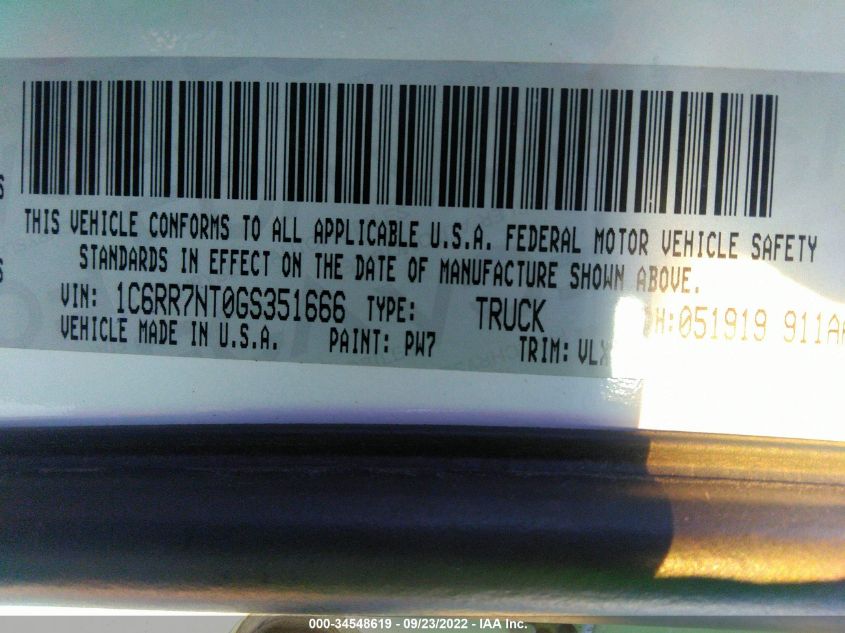 THIS VEHICLE CONFORMS TO ALL APPLICABLE U.S.A. FEDERAL MOTOR VEHICLE SAFETY
STANDARDS IN EFFECT ON THE DATE OF MANUFACTURE SHOWN ABOVE.
VIN: 1C6RR7NT0GS351666 TYPE: TRUCK H:051919 911A
VEHICLE MADE IN U.S.A. PAINT: PW7 TRIM: VLX
000-34548619 - 09/23/2022 - IAA Inc.